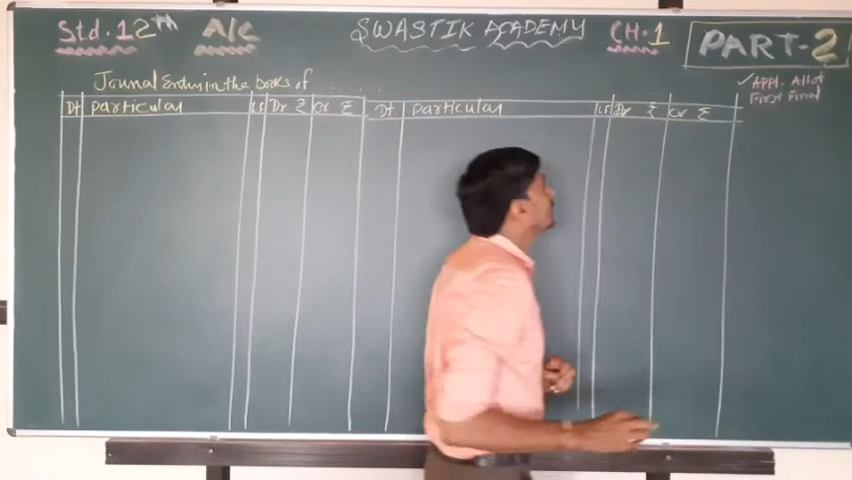 Std. 12th A/C SWASTIK ACADEMY CH.1 PART-2
✓Appl. Allot
First Final
Journal Entries in the books of ........
Dt Particular LF Dr ₹ Cr ₹ Dt Particular LF Dr ₹ Cr ₹